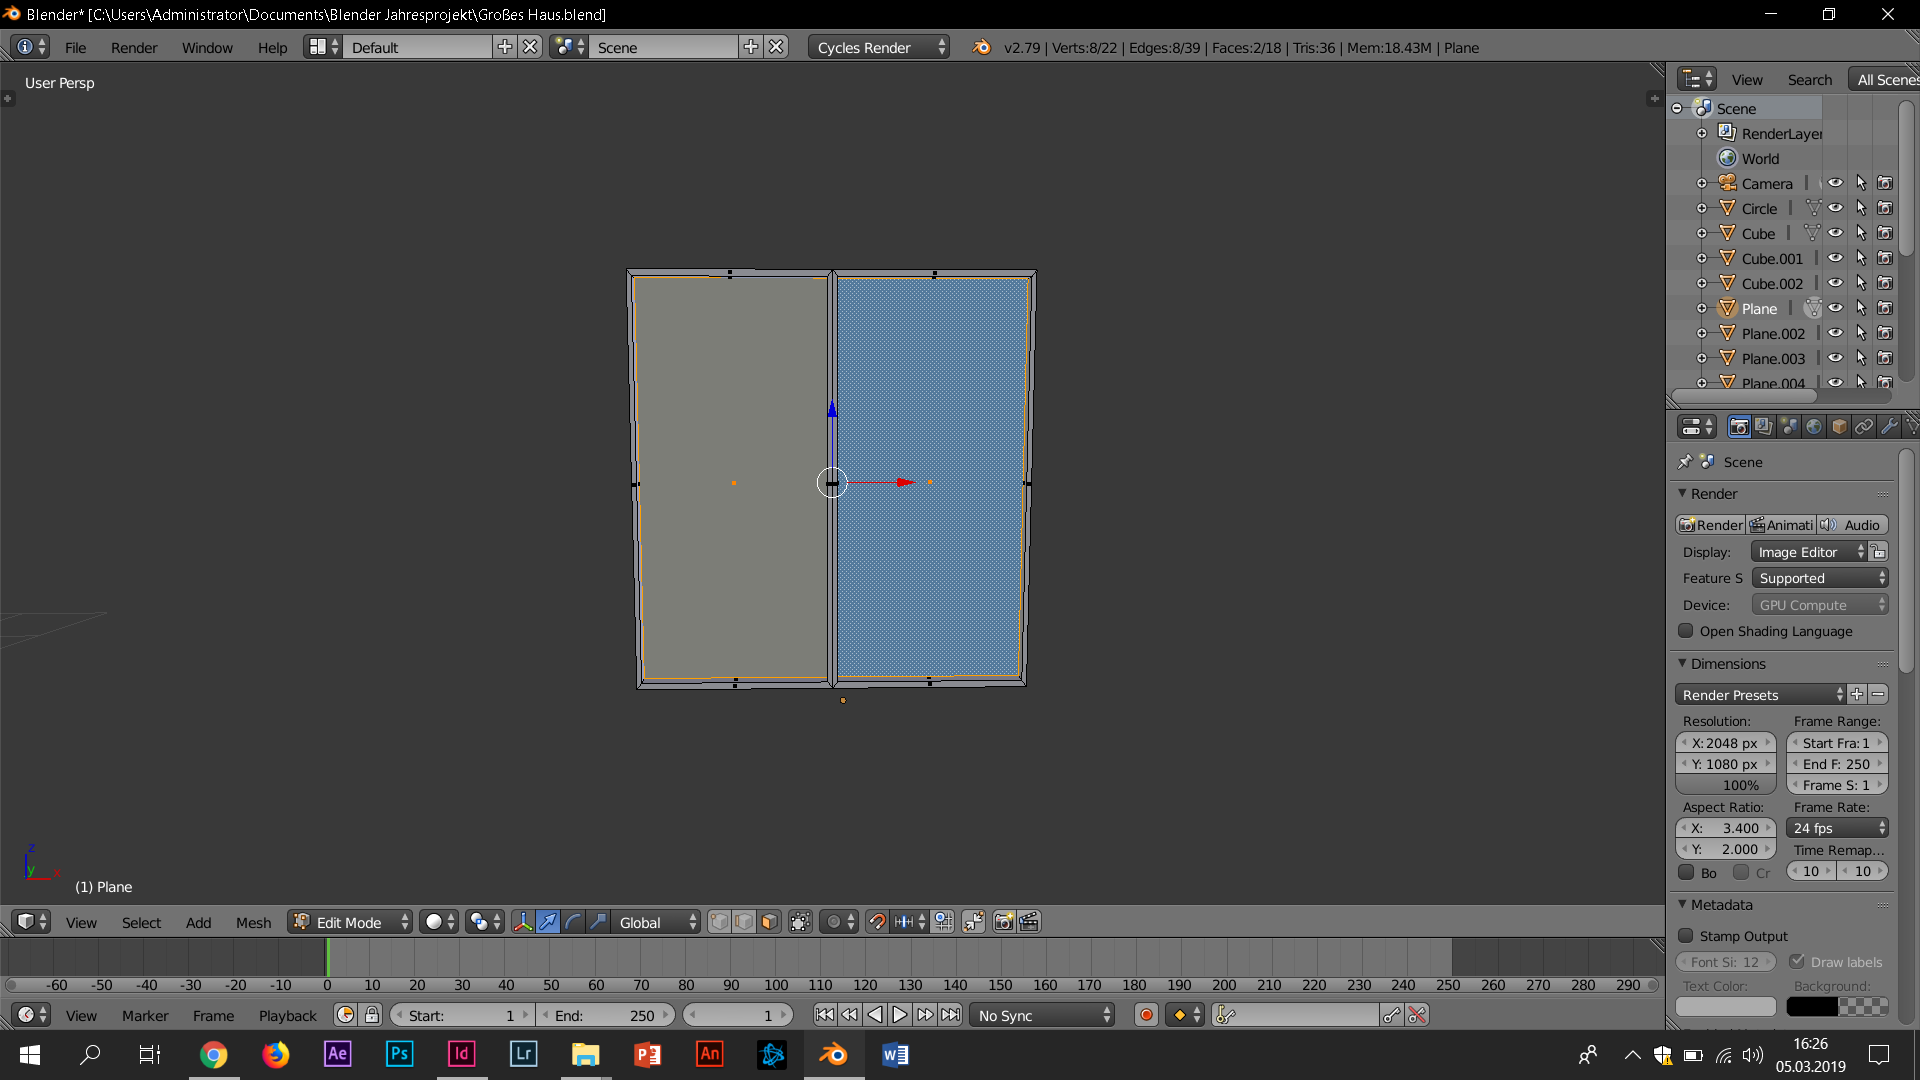 Blender* [C:\Users\Administrator\Documents\Blender Jahresprojekt\Großes Haus.blend]
File Render Window Help Default Scene Cycles Render v2.79 | Verts:8/22 | Edges:8/39 | Faces:2/18 | Tris:36 | Mem:18.43M | Plane
User Persp
View Search All Scenes
Scene
RenderLayer
World
Camera
Circle
Cube
Cube.001
Cube.002
Plane
Plane.002
Plane.003
Plane.004
Scene
Render
Render Animati Audio
Display: Image Editor
Feature S Supported
Device: GPU Compute
Open Shading Language
Dimensions
Render Presets
Resolution: Frame Range:
X: 2048 px Start Fra: 1
Y: 1080 px End F: 250
100% Frame S: 1
Aspect Ratio: Frame Rate:
X: 3.400 24 fps
Y: 2.000 Time Remap...
Bo Cr 10 10
Metadata
Stamp Output
Font Si: 12 Draw labels
Text Color: Background:
z
y x
(1) Plane
View Select Add Mesh Edit Mode Global
-60 -50 -40 -30 -20 -10 0 10 20 30 40 50 60 70 80 90 100 110 120 130 140 150 160 170 180 190 200 210 220 230 240 250 260 270 280 290
View Marker Frame Playback Start: 1 End: 250 1 No Sync
Ae Ps Id Lr P An W
16:26
05.03.2019